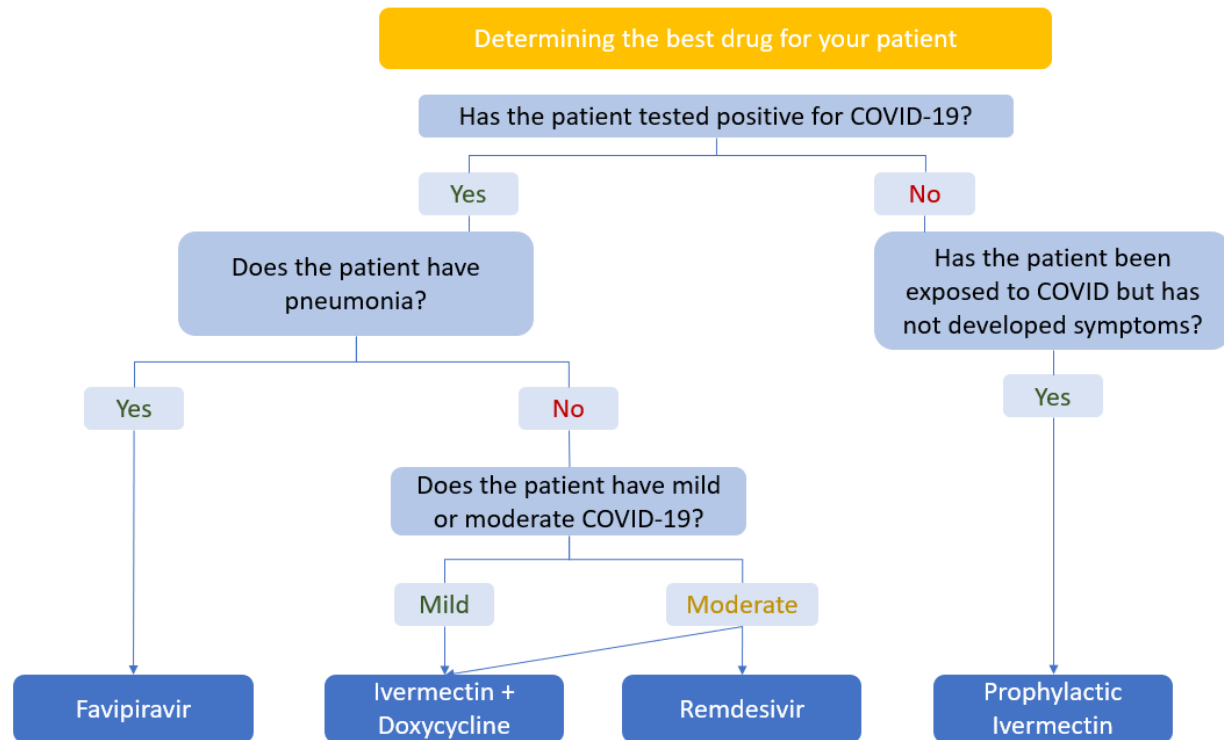 Determining the best drug for your patient
Has the patient tested positive for COVID-19?
Yes
No
Does the patient have
pneumonia?
Has the patient been
exposed to COVID but has
not developed symptoms?
Yes
No
Yes
Does the patient have mild
or moderate COVID-19?
Mild
Moderate
Favipiravir
Ivermectin +
Doxycycline
Remdesivir
Prophylactic
Ivermectin